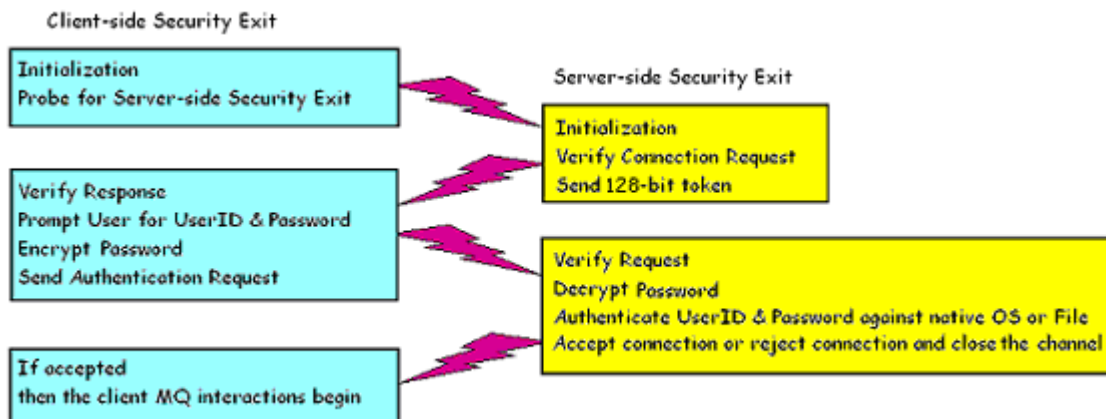 Client-side Security Exit
Initialization
Probe for Server-side Security Exit
Server-side Security Exit
Initialization
Verify Connection Request
Send 128-bit token
Verify Response
Prompt User for UserID & Password
Encrypt Password
Send Authentication Request
Verify Request
Decrypt Password
Authenticate UserID & Password against native OS or File
Accept connection or reject connection and close the channel
If accepted
then the client MQ interactions begin